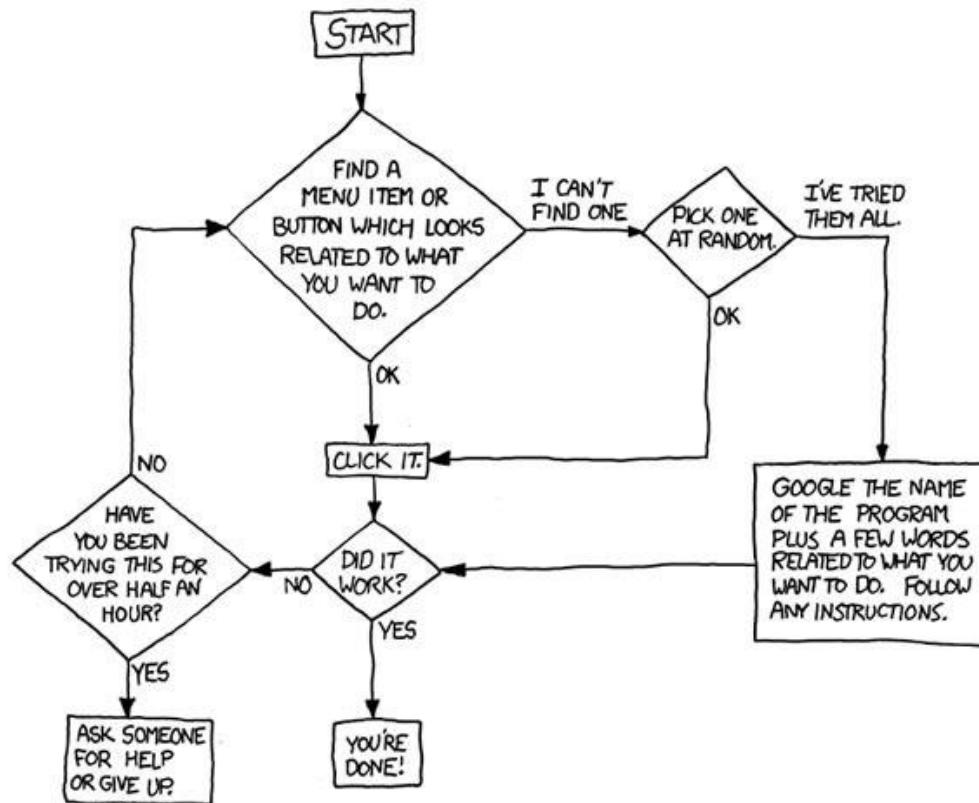 START
FIND A
MENU ITEM OR
BUTTON WHICH LOOKS
RELATED TO WHAT
YOU WANT TO
DO.
I CAN'T
FIND ONE
PICK ONE
AT RANDOM.
I'VE TRIED
THEM ALL.
OK
OK
CLICK IT.
NO
HAVE
YOU BEEN
TRYING THIS FOR
OVER HALF AN
HOUR?
NO
DID IT
WORK?
GOOGLE THE NAME
OF THE PROGRAM
PLUS A FEW WORDS
RELATED TO WHAT YOU
WANT TO DO. FOLLOW
ANY INSTRUCTIONS.
YES
YES
ASK SOMEONE
FOR HELP
OR GIVE UP.
YOU'RE
DONE!